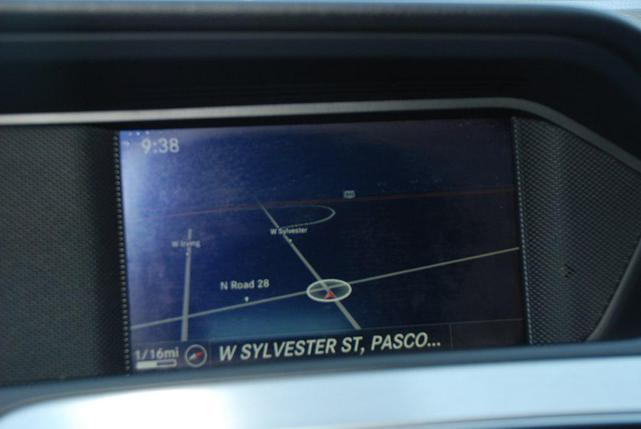 9:38
W Sylvester
W Irving
N Road 28
1/16mi
W SYLVESTER ST, PASCO...